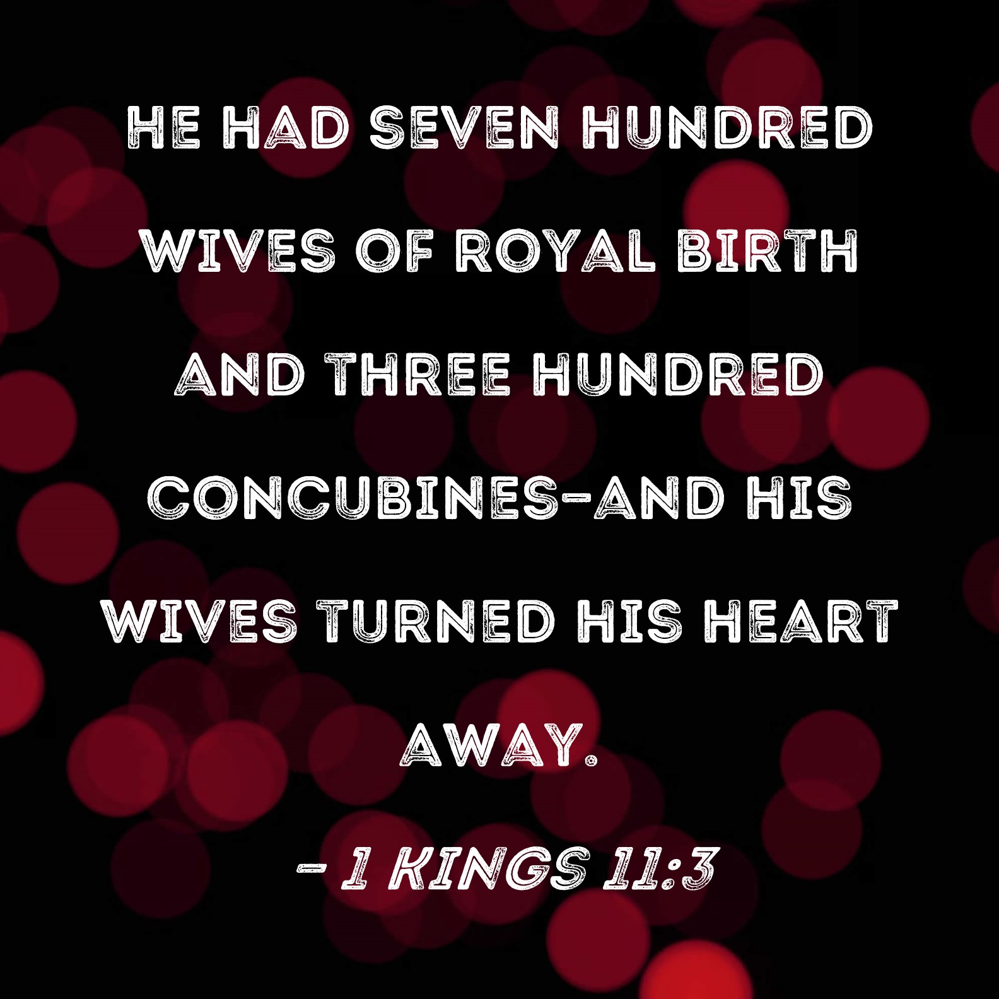 HE HAD SEVEN HUNDRED
WIVES OF ROYAL BIRTH
AND THREE HUNDRED
CONCUBINES-AND HIS
WIVES TURNED HIS HEART
AWAY.
- 1 KINGS 11:3